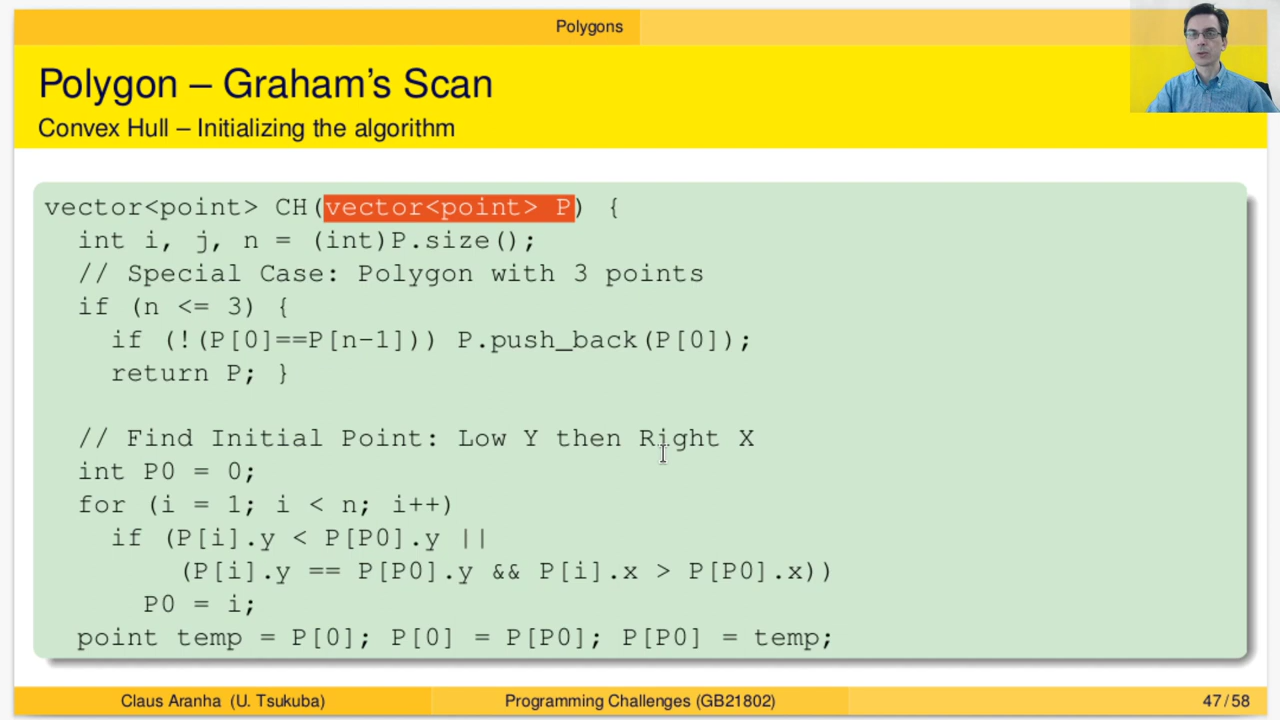 Polygons
Polygon – Graham's Scan
Convex Hull – Initializing the algorithm
vector<point> CH(vector<point> P) {
  int i, j, n = (int)P.size();
  // Special Case: Polygon with 3 points
  if (n <= 3) {
    if (!(P[0]==P[n-1])) P.push_back(P[0]);
    return P; }
  // Find Initial Point: Low Y then Right X
  int P0 = 0;
  for (i = 1; i < n; i++)
    if (P[i].y < P[P0].y ||
        (P[i].y == P[P0].y && P[i].x > P[P0].x))
      P0 = i;
  point temp = P[0]; P[0] = P[P0]; P[P0] = temp;
Claus Aranha (U. Tsukuba) Programming Challenges (GB21802) 47 / 58